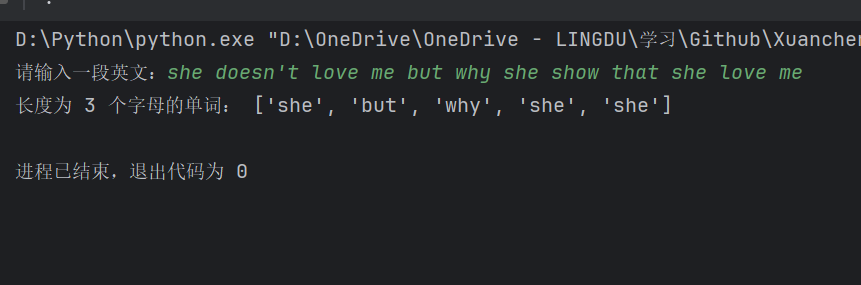 D:\Python\python.exe "D:\OneDrive\OneDrive - LINGDU\学习\Github\Xuanchen
请输入一段英文：she doesn't love me but why she show that she love me
长度为 3 个字母的单词： ['she', 'but', 'why', 'she', 'she']
进程已结束，退出代码为 0